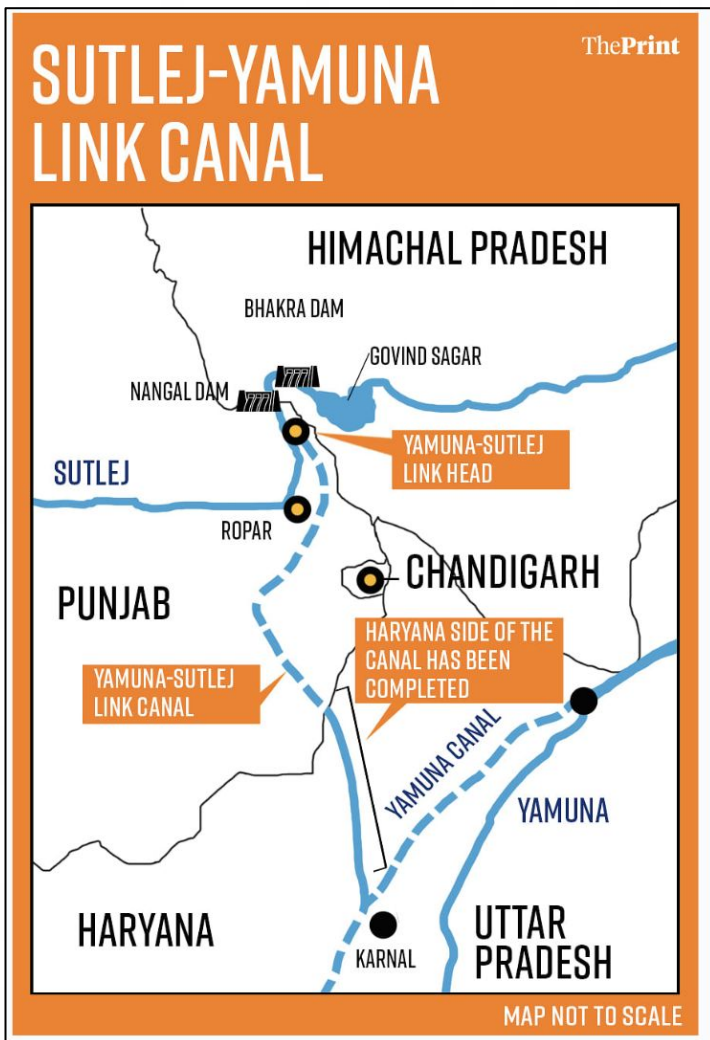 ThePrint
SUTLEJ-YAMUNA
LINK CANAL
HIMACHAL PRADESH
BHAKRA DAM
GOVIND SAGAR
NANGAL DAM
YAMUNA-SUTLEJ
LINK HEAD
SUTLEJ
ROPAR
CHANDIGARH
PUNJAB
HARYANA SIDE OF THE
CANAL HAS BEEN
COMPLETED
YAMUNA-SUTLEJ
LINK CANAL
YAMUNA CANAL
YAMUNA
HARYANA
KARNAL
UTTAR
PRADESH
MAP NOT TO SCALE